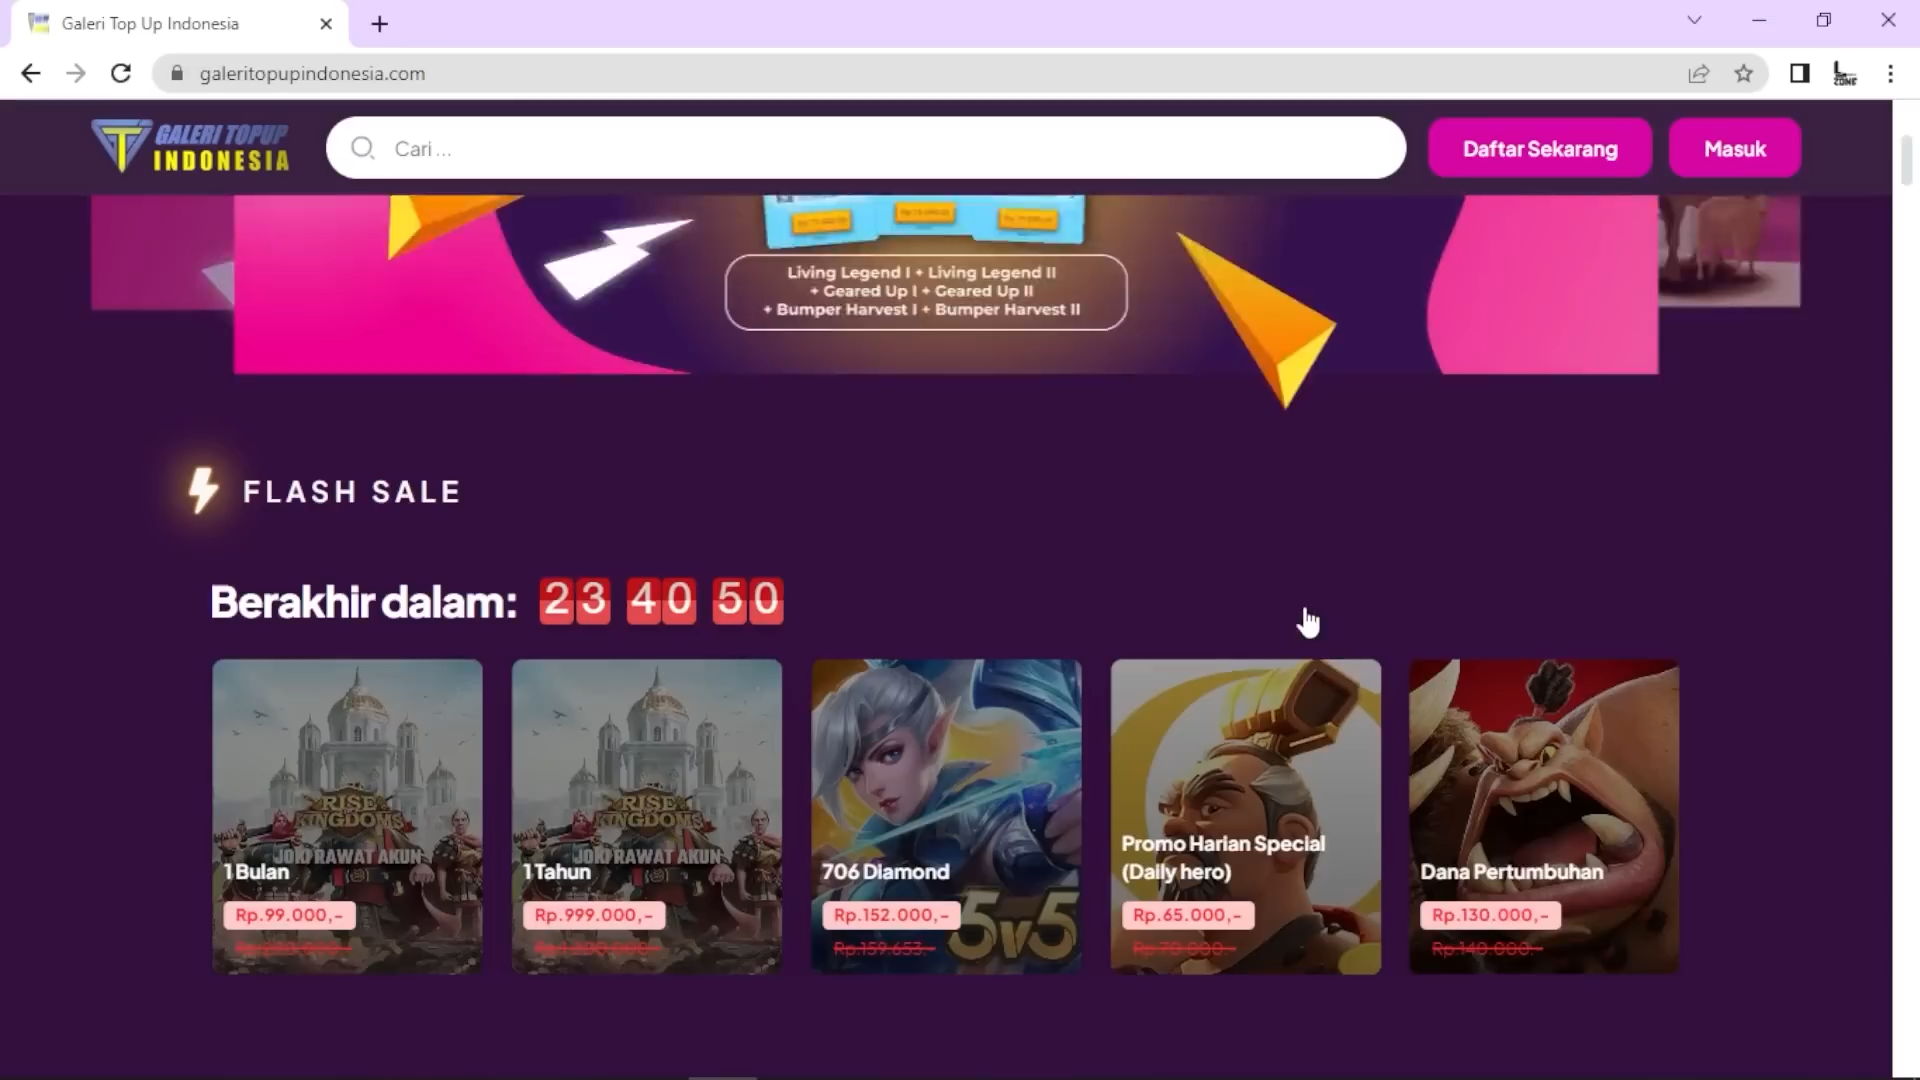 Galeri Top Up Indonesia
galeritopupindonesia.com
GALERI TOPUP
INDONESIA
Cari ...
Daftar Sekarang
Masuk
Living Legend I + Living Legend II
+ Geared Up I + Geared Up II
+ Bumper Harvest I + Bumper Harvest II
FLASH SALE
Berakhir dalam: 23 40 50
RISE
KINGDOMS
JOKI RAWAT AKUN
1 Bulan
Rp.99.000,-
RISE
KINGDOMS
JOKI RAWAT AKUN
1 Tahun
Rp.999.000,-
706 Diamond
Rp.152.000,-
Rp.159.653,-
5v5
Promo Harian Special
(Daily hero)
Rp.65.000,-
Rp.70.000.-
Dana Pertumbuhan
Rp.130.000,-
Rp.140.000.-